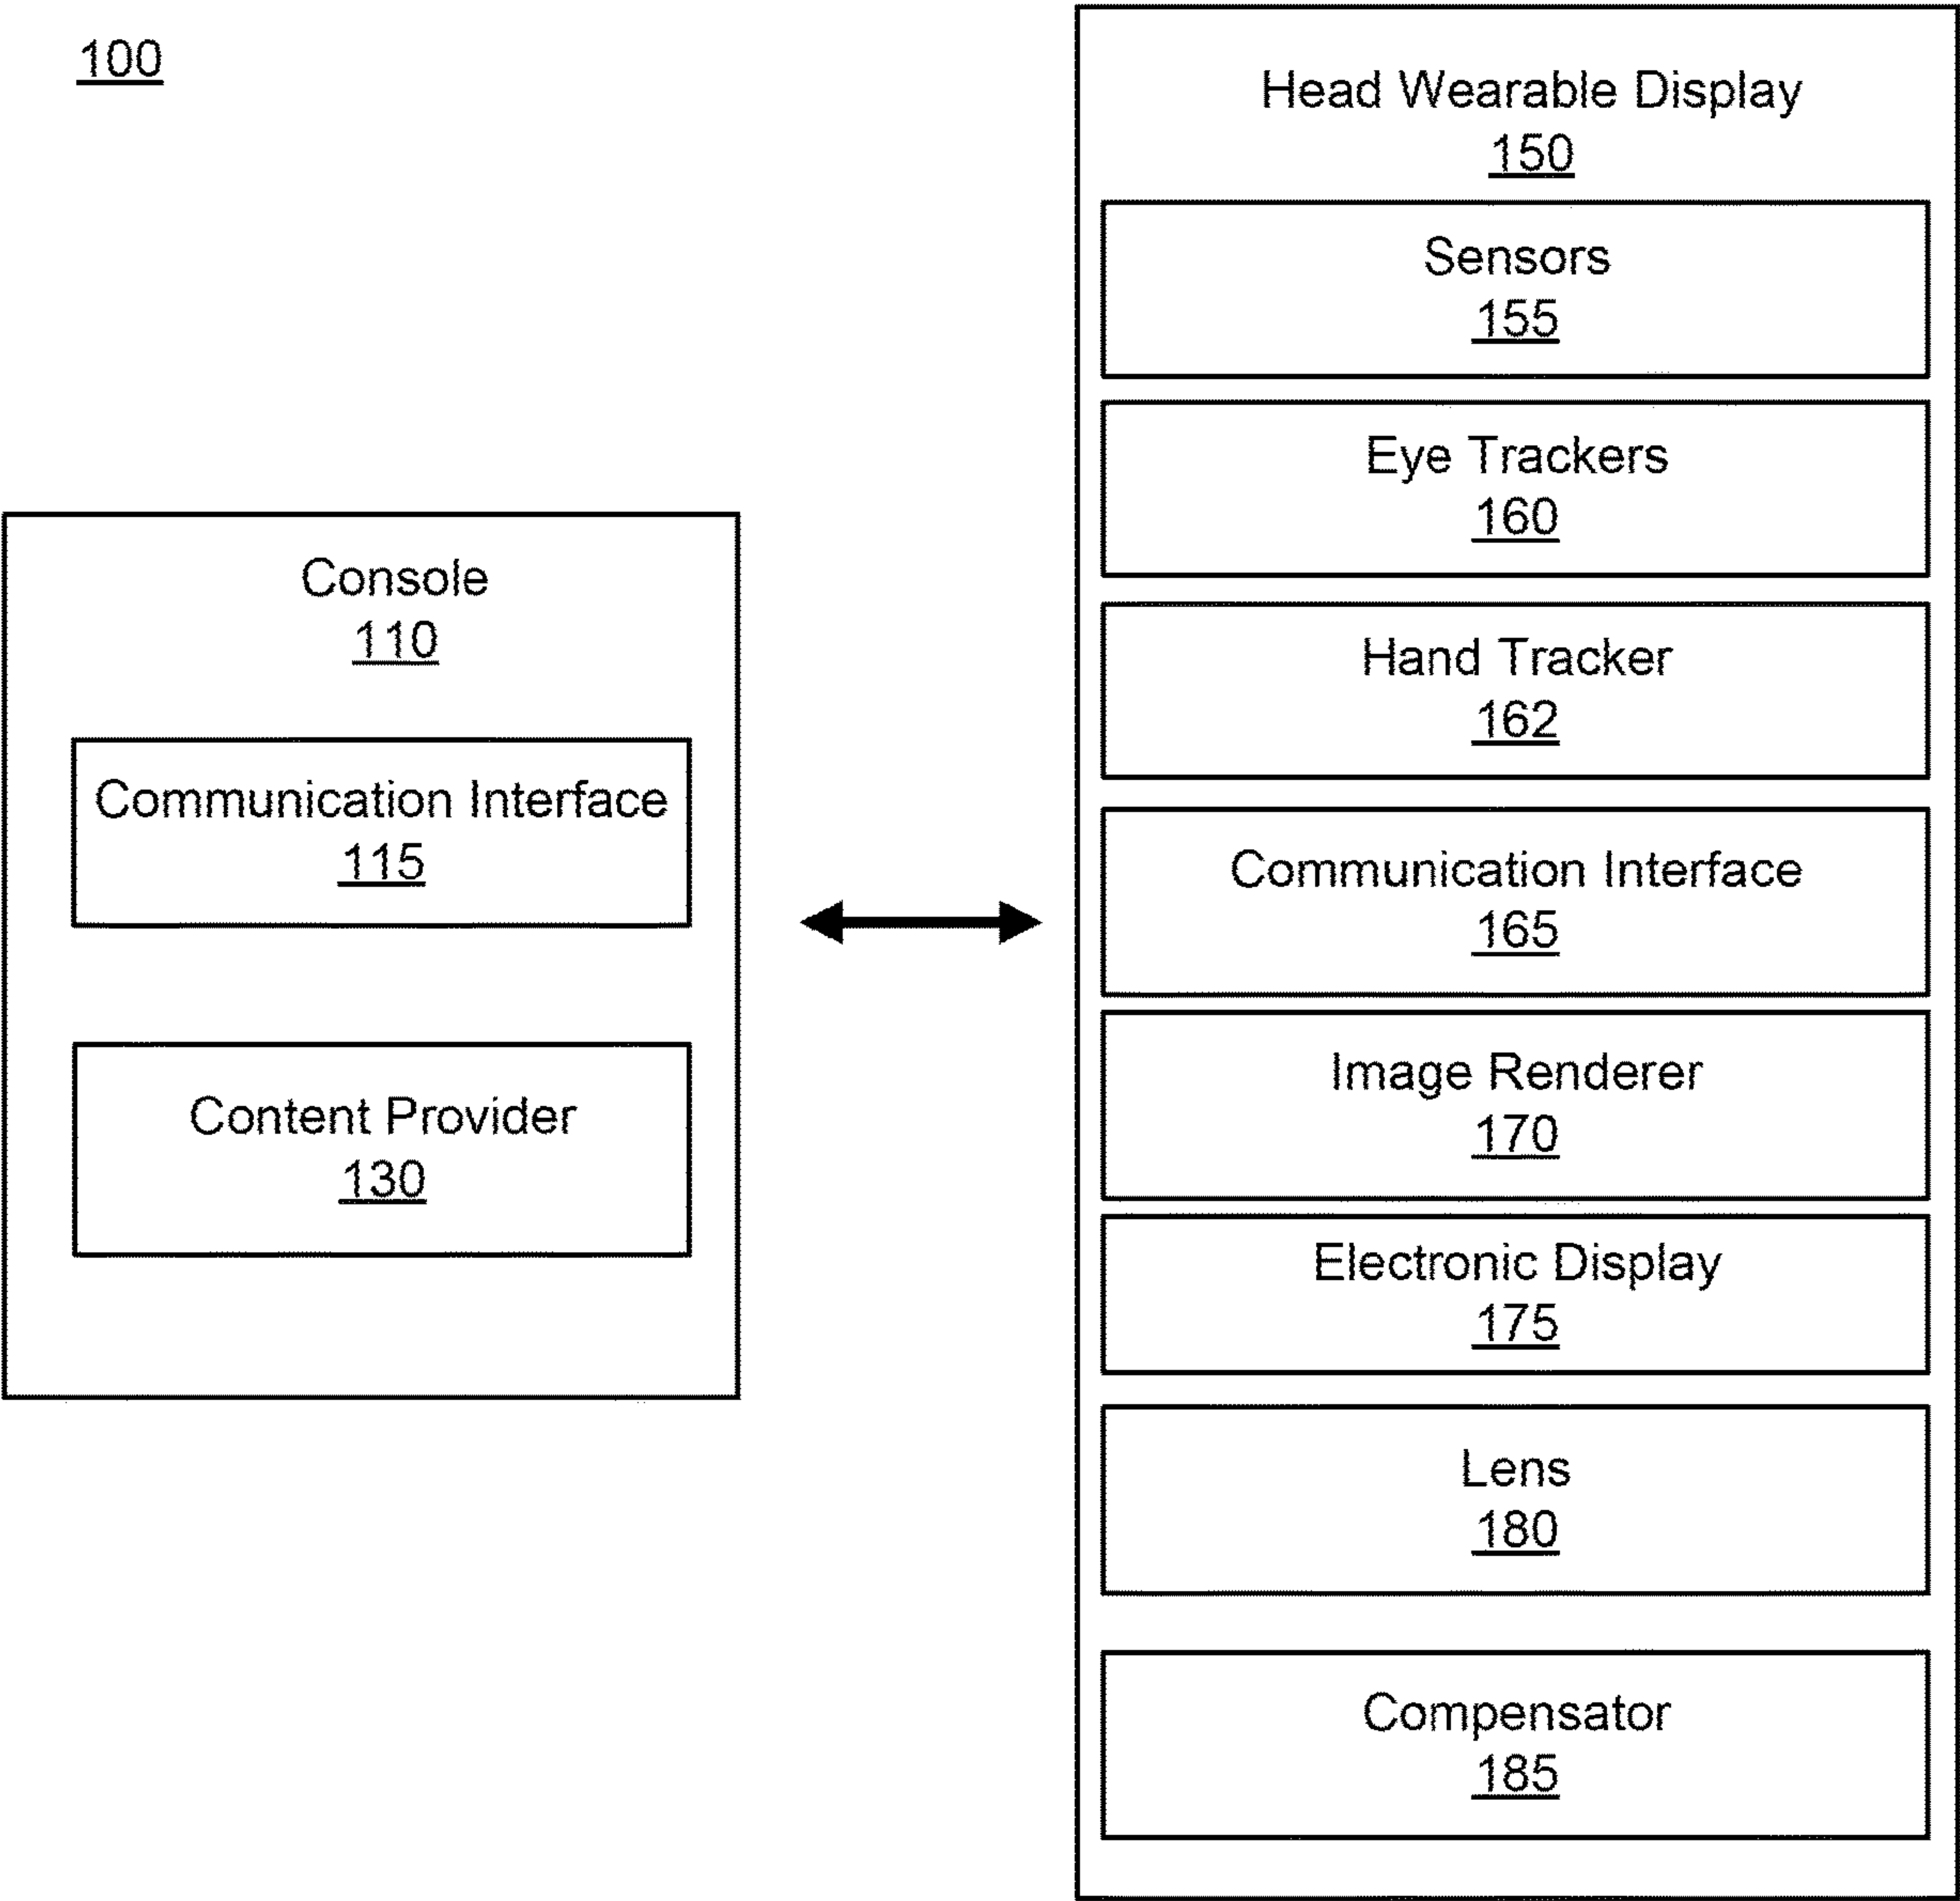 100
Console
110
Communication Interface
115
Content Provider
130
Head Wearable Display
150
Sensors
155
Eye Trackers
160
Hand Tracker
162
Communication Interface
165
Image Renderer
170
Electronic Display
175
Lens
180
Compensator
185